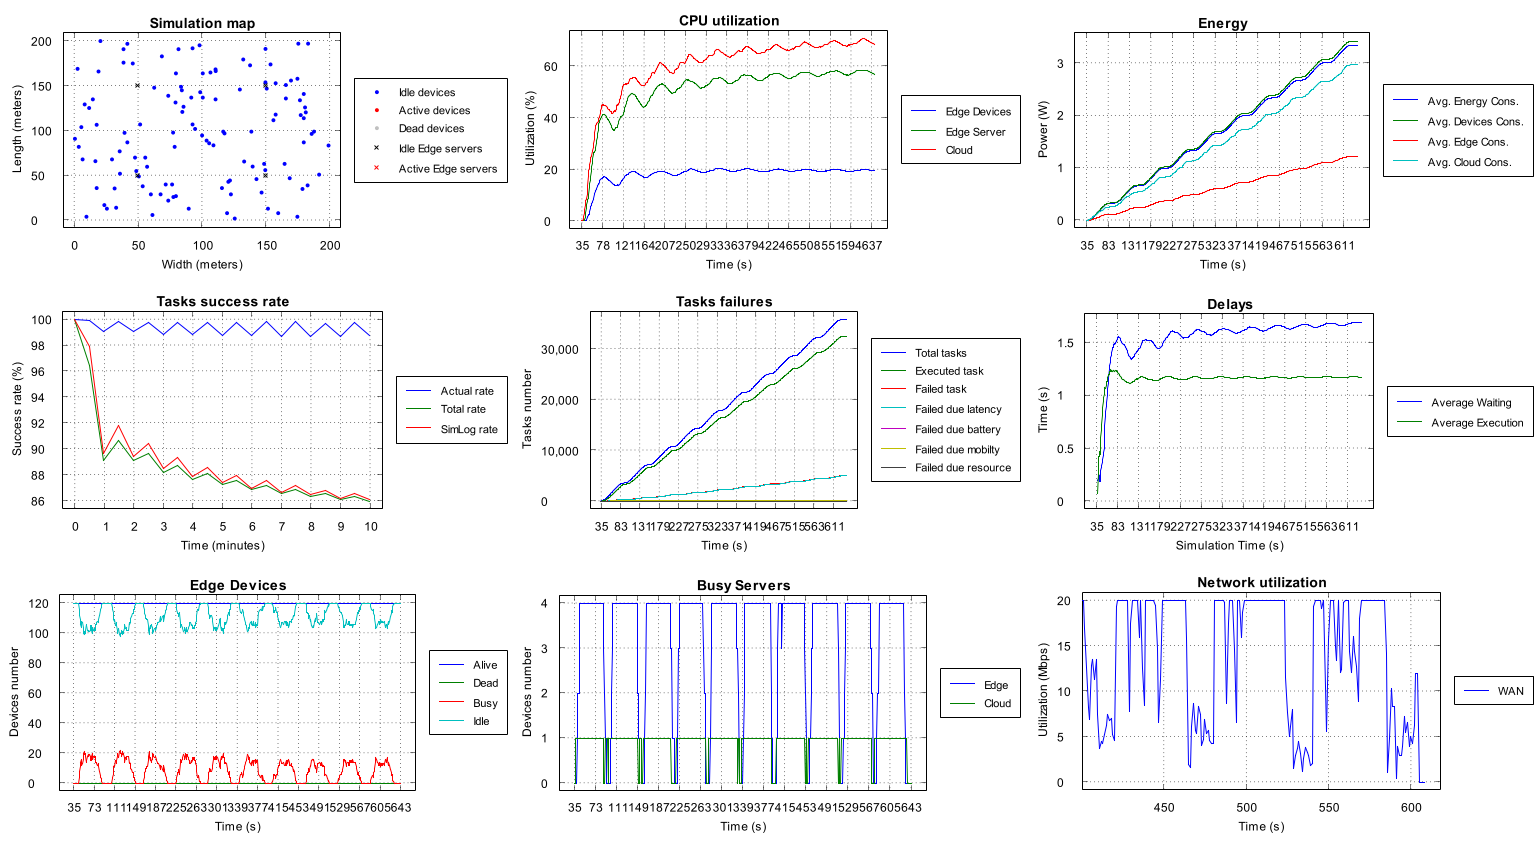 Simulation map
Length (meters)
200
150
100
50
0
0 50 100 150 200
Width (meters)
Idle devices
Active devices
Dead devices
Idle Edge servers
Active Edge servers
CPU utilization
Utilization (%)
60
40
20
0
Time (s)
Edge Devices
Edge Server
Cloud
Energy
Power (W)
3
2
1
0
Time (s)
Avg. Energy Cons.
Avg. Devices Cons.
Avg. Edge Cons.
Avg. Cloud Cons.
Tasks success rate
Success rate (%)
100
98
96
94
92
90
88
86
0 1 2 3 4 5 6 7 8 9 10
Time (minutes)
Actual rate
Total rate
SimLog rate
Tasks failures
Tasks number
30,000
20,000
10,000
0
Time (s)
Total tasks
Executed task
Failed task
Failed due latency
Failed due battery
Failed due mobilty
Failed due resource
Delays
Time (s)
1.5
1
0.5
0
Simulation Time (s)
Average Waiting
Average Execution
Edge Devices
Devices number
120
100
80
60
40
20
0
Time (s)
Alive
Dead
Busy
Idle
Busy Servers
Devices number
4
3
2
1
0
Time (s)
Edge
Cloud
Network utilization
Utilization (Mbps)
20
15
10
5
0
450 500 550 600
Time (s)
WAN